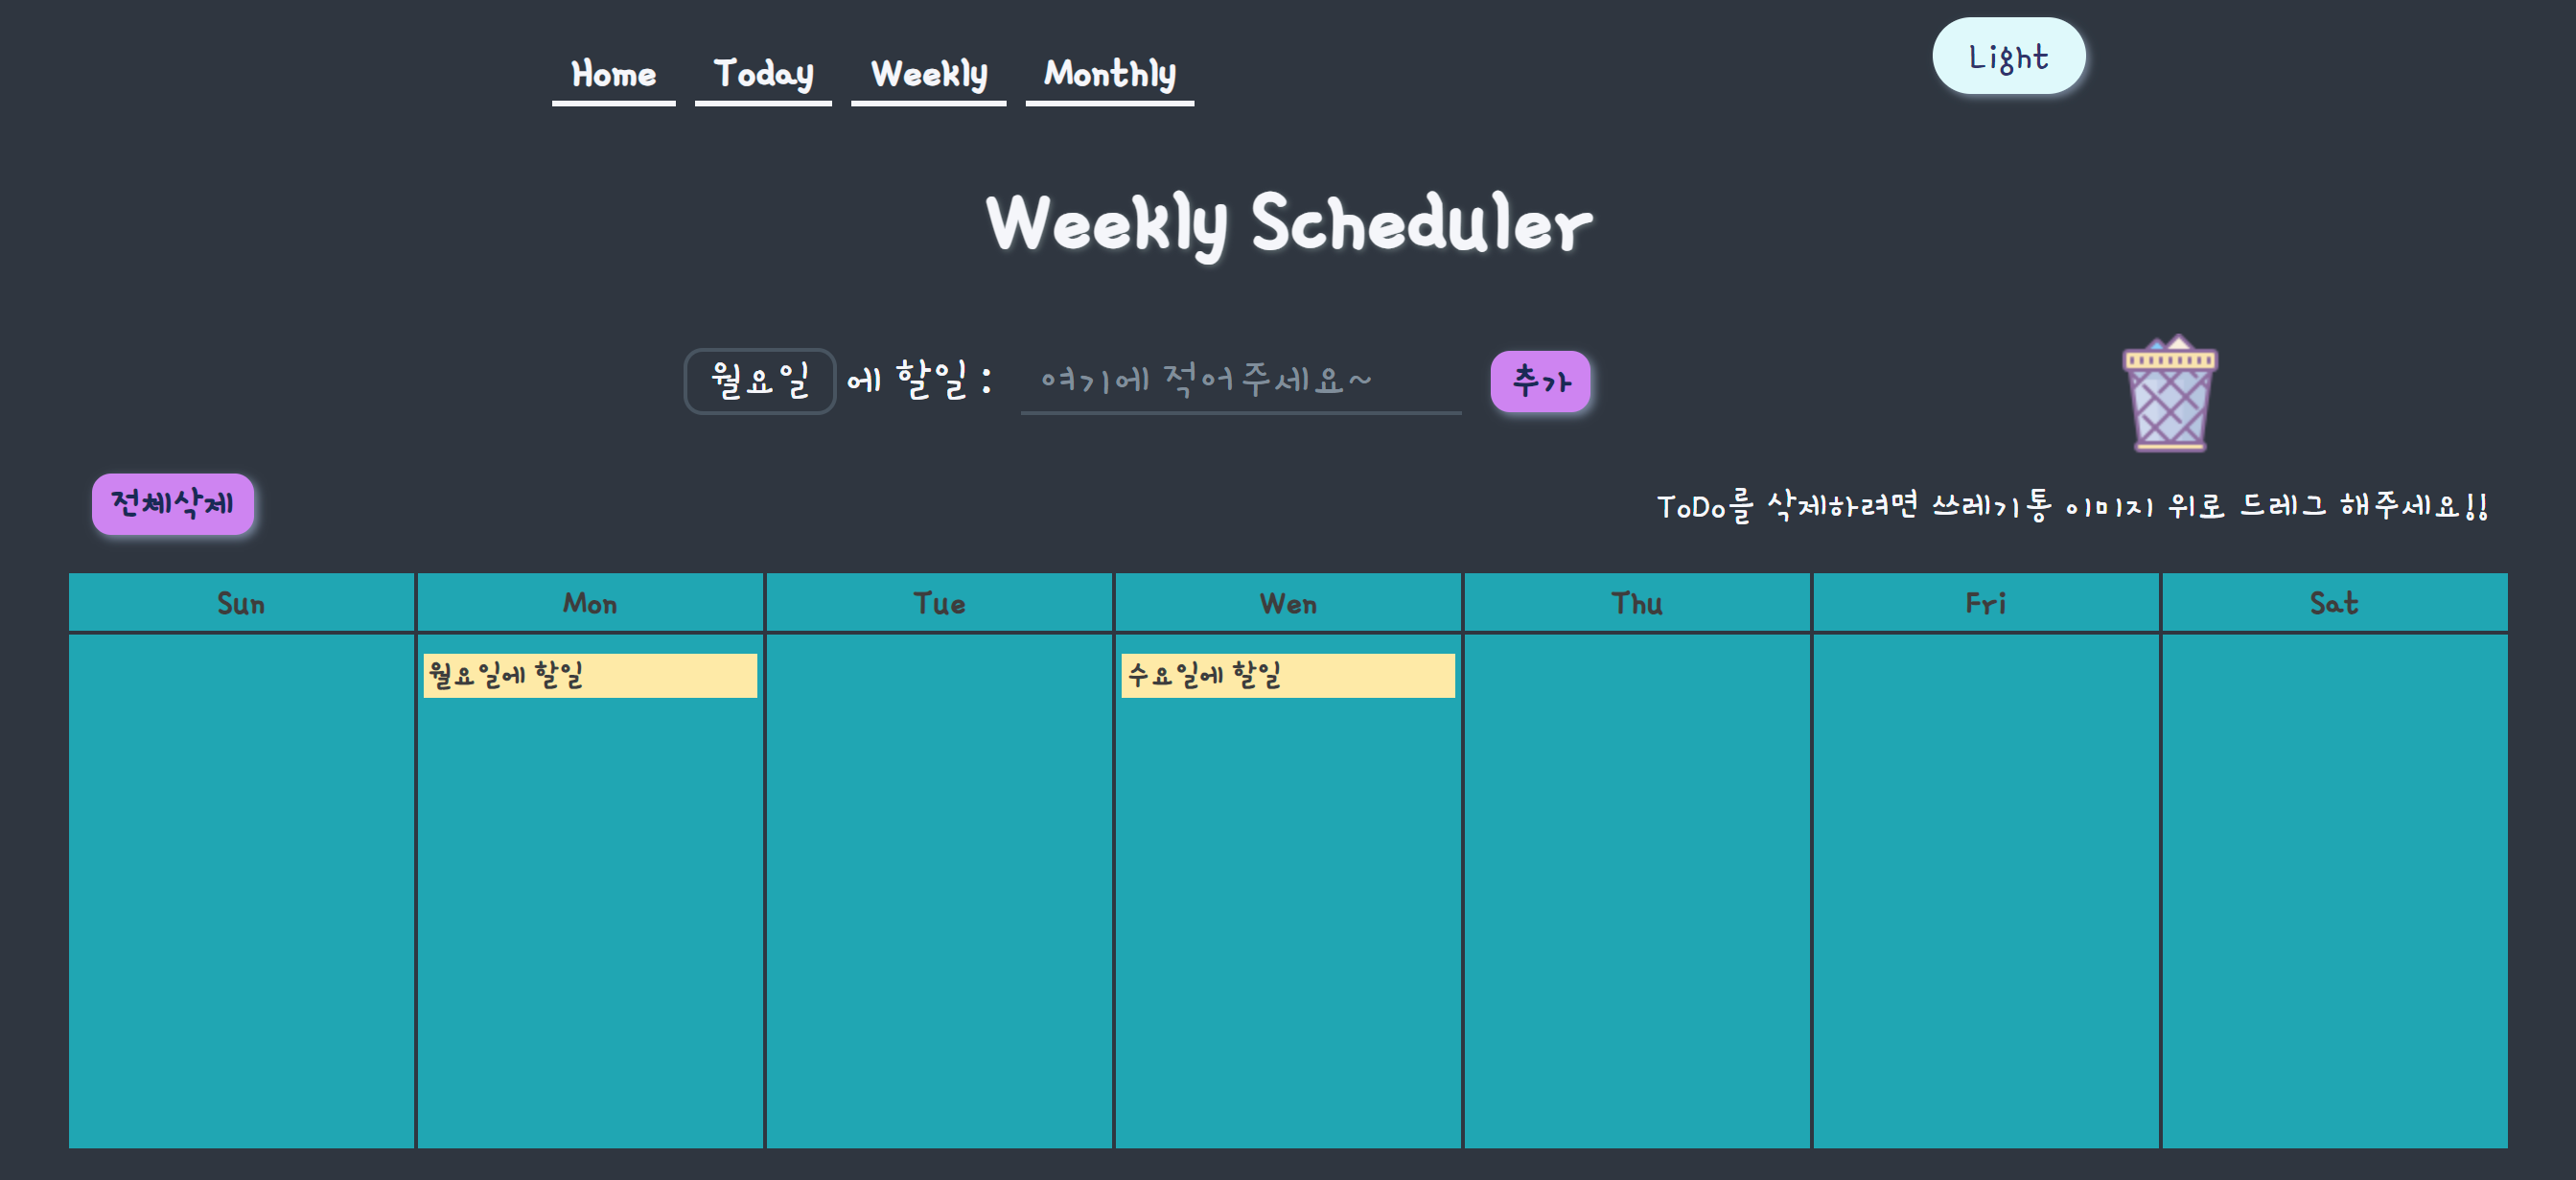 Home Today Weekly Monthly
Light
Weekly Scheduler
월요일 에 할일 : 여기에 적어주세요~ 추가
전체삭제
ToDo를 삭제하려면 쓰레기통 이미지 위로 드레그 해주세요!!
Sun Mon Tue Wen Thu Fri Sat
월요일에 할일 수요일에 할일